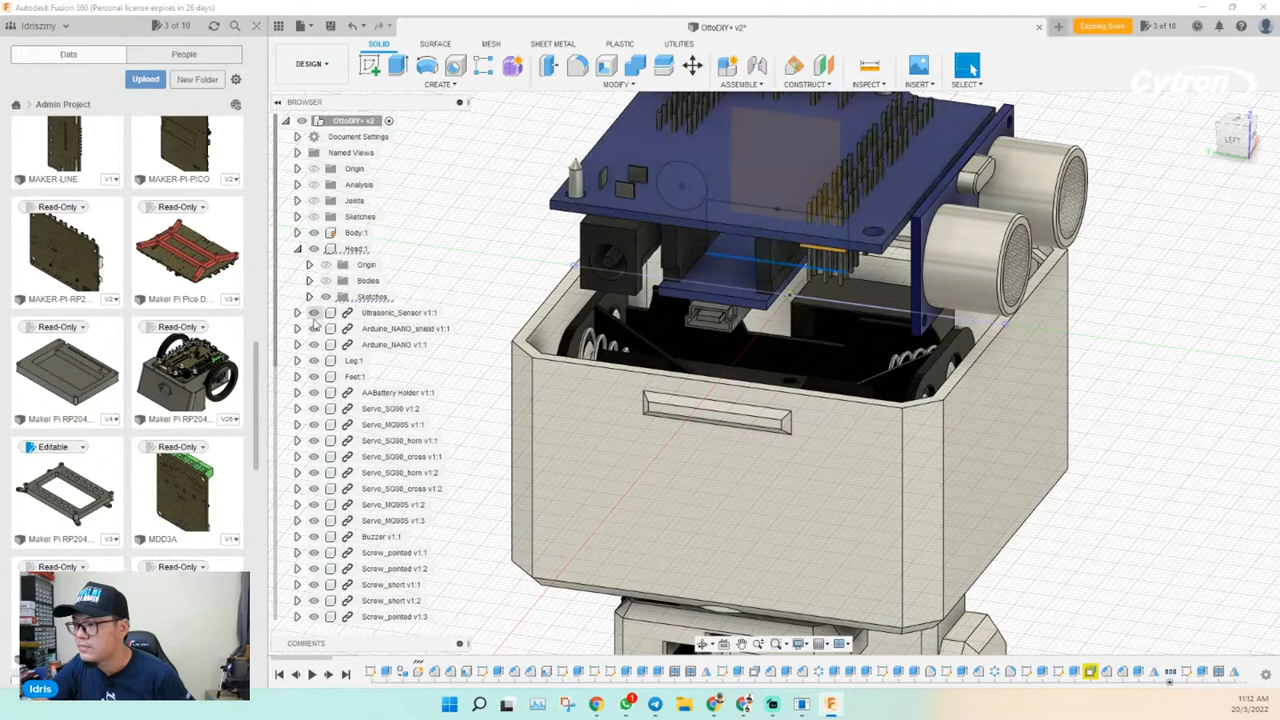 Autodesk Fusion 360 (Personal license expires in 26 days)
Idriszmy
3 of 10
OttoDIY+ v2*
Expiring Soon
3 of 10
Data
People
Upload
New Folder
Admin Project
DESIGN
SOLID
SURFACE
MESH
SHEET METAL
PLASTIC
UTILITIES
CREATE
MODIFY
ASSEMBLE
CONSTRUCT
INSPECT
INSERT
SELECT
Cytron
MAKER-LINE
V1
MAKER-PI-PICO
V2
Read-Only
Read-Only
MAKER-PI-RP2...
V1
Maker Pi Pico D...
V3
Read-Only
Read-Only
Maker Pi RP204...
V4
Maker Pi RP204...
V26
Editable
Read-Only
Maker Pi RP204...
V3
MDD3A
V1
Read-Only
Read-Only
BROWSER
OttoDIY+ v2
Document Settings
Named Views
Origin
Analysis
Joints
Sketches
Body:1
Head:1
Origin
Bodies
Sketches
Ultrasonic_Sensor v1:1
Arduino_NANO_shield v1:1
Arduino_NANO v1:1
Leg:1
Feet:1
AABattery Holder v1:1
Servo_SG90 v1:2
Servo_MG90S v1:1
Servo_SG90_horn v1:1
Servo_SG90_cross v1:1
Servo_SG90_horn v1:2
Servo_SG90_cross v1:2
Servo_MG90S v1:2
Servo_MG90S v1:3
Buzzer v1:1
Screw_pointed v1:1
Screw_pointed v1:2
Screw_short v1:1
Screw_short v1:2
Screw_pointed v1:3
COMMENTS
LEFT
Z
Idris
1
11:12 AM
20/3/2022